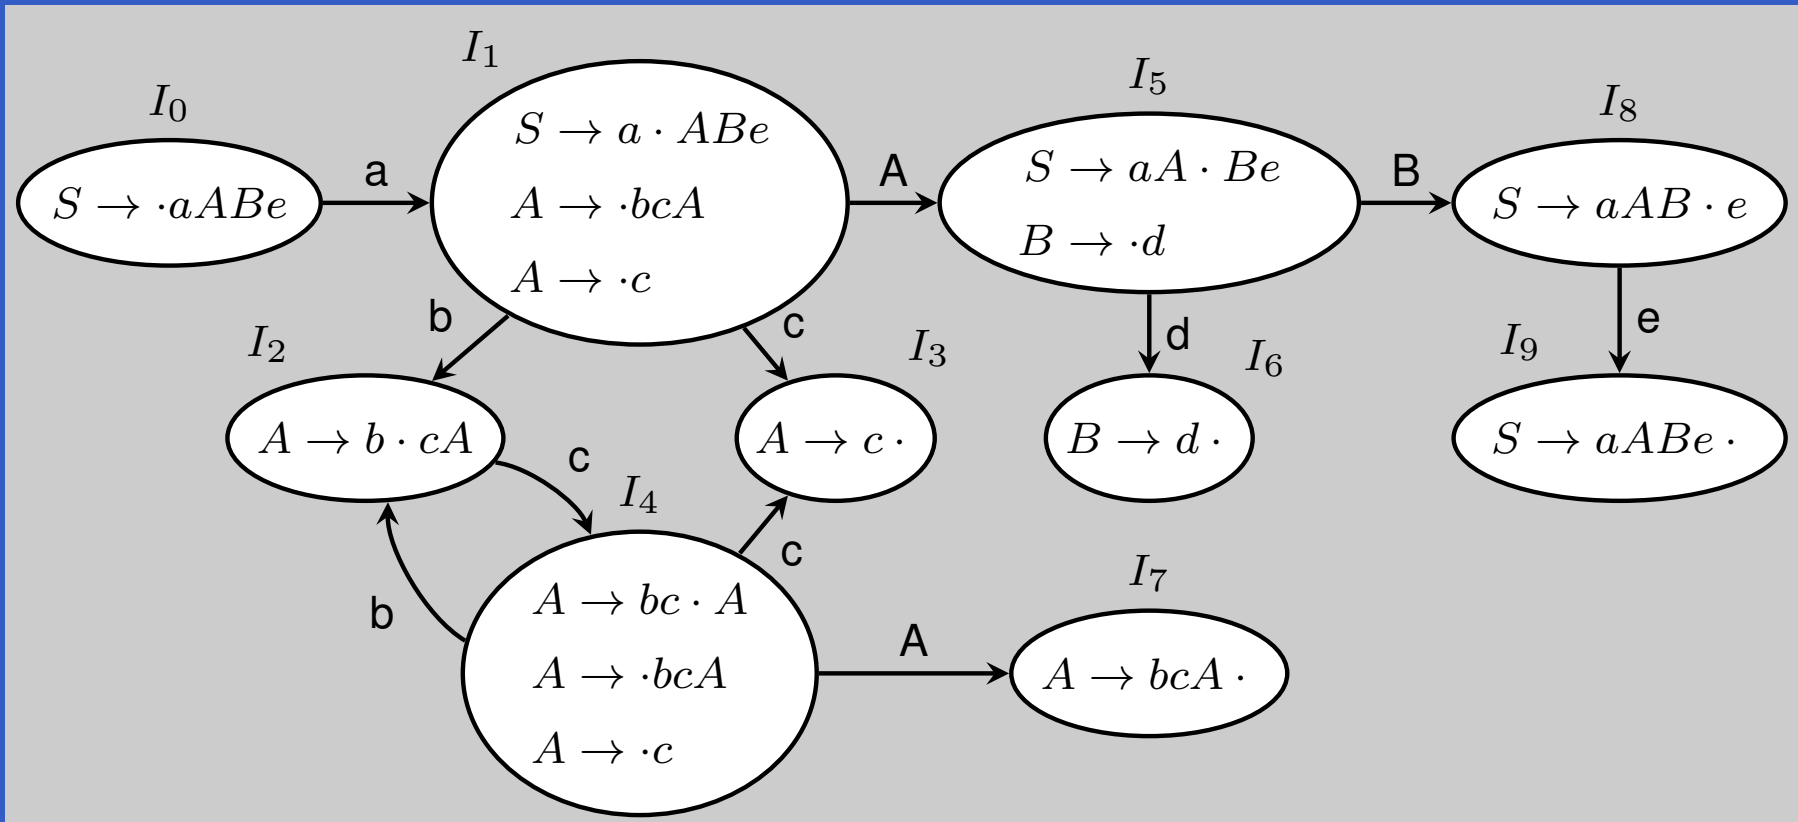 I₀
S → ·aABe
a
I₁
S → a · ABe
A → ·bcA
A → ·c
A
I₅
S → aA · Be
B → ·d
B
I₈
S → aAB · e
b
c
d
e
I₂
A → b · cA
I₃
A → c ·
I₆
B → d ·
I₉
S → aABe ·
c
b
I₄
A → bc · A
A → ·bcA
A → ·c
c
A
I₇
A → bcA ·